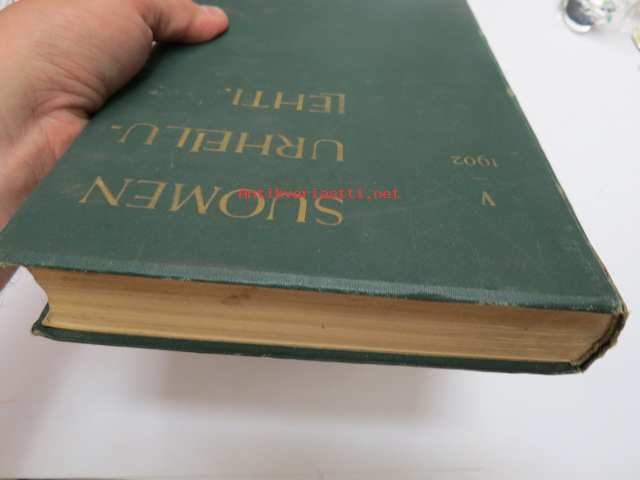 SUOMEN
URHEILU-
LEHTI.
V
1902
Antikvariaatti.net